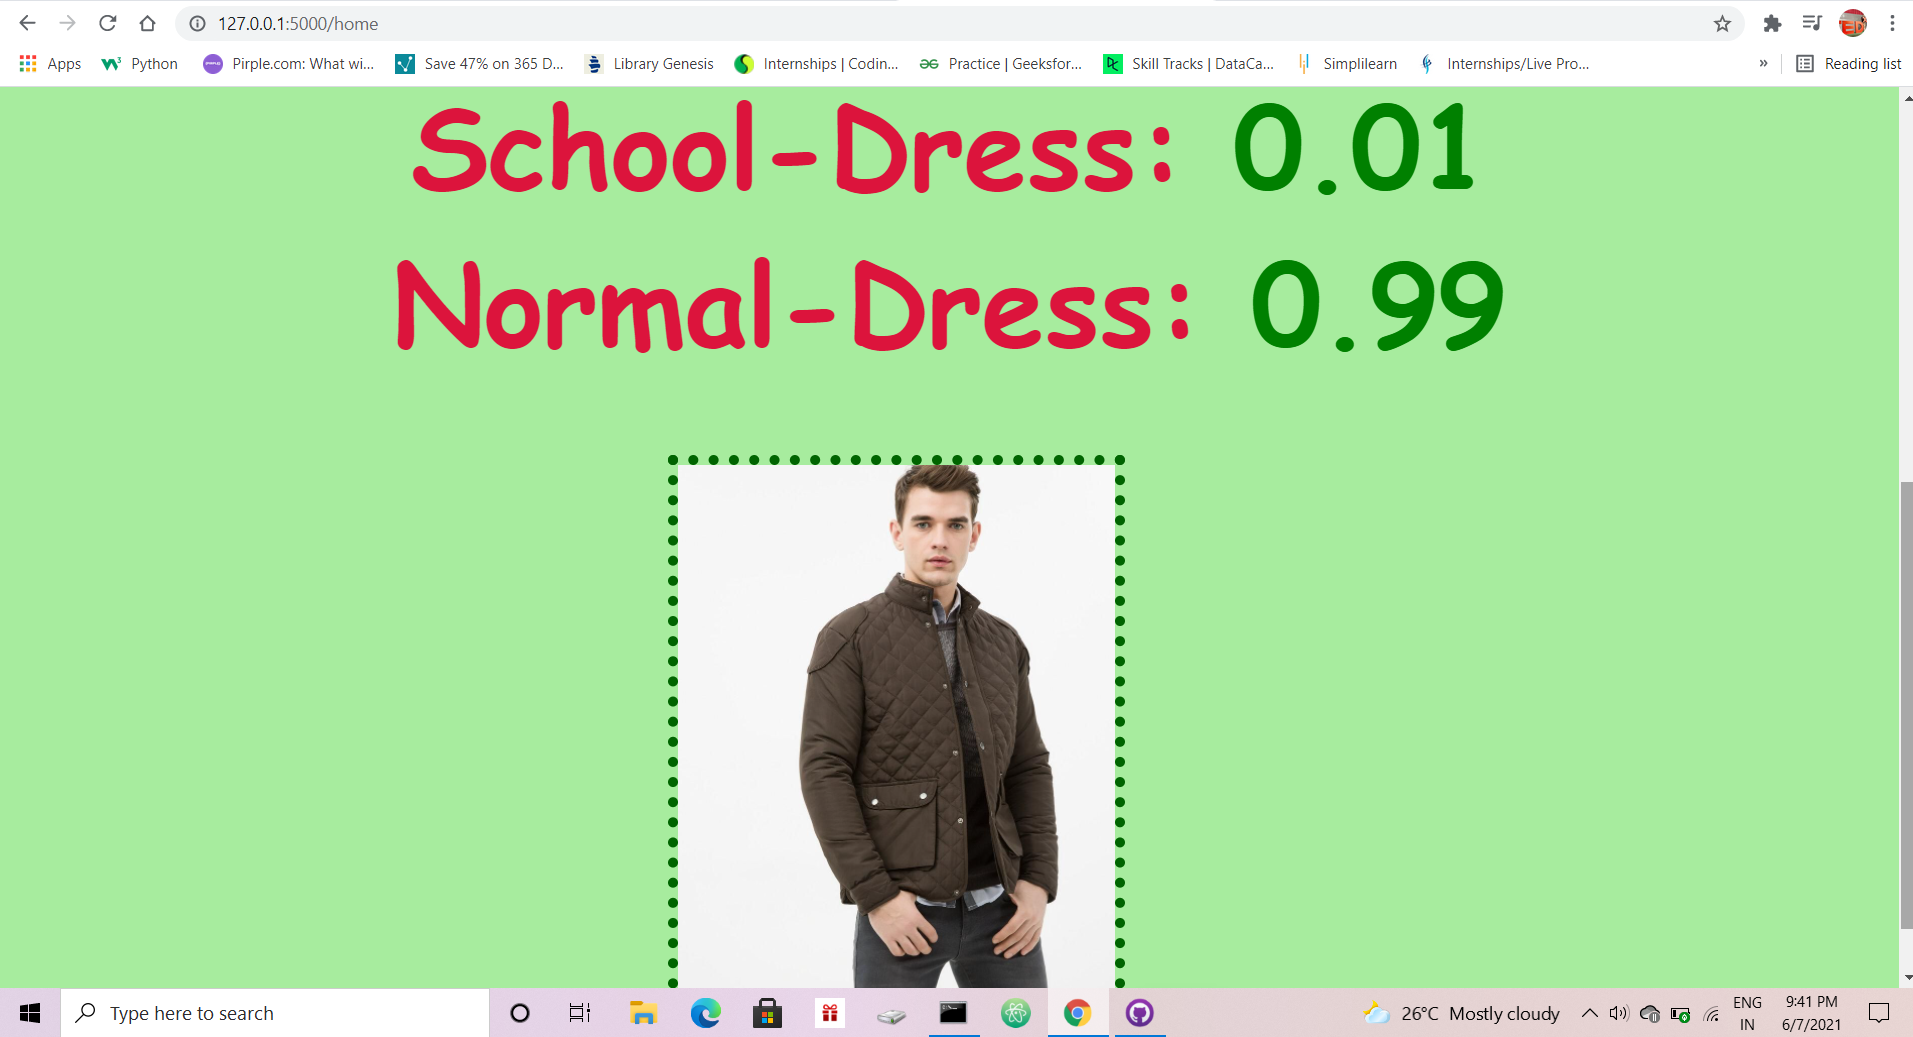 127.0.0.1:5000/home
Apps
Python
Pirple.com: What wi...
Save 47% on 365 D...
Library Genesis
Internships | Codin...
Practice | Geeksfor...
Skill Tracks | DataCa...
Simplilearn
Internships/Live Pro...
»
Reading list
School-Dress: 0.01
Normal-Dress: 0.99
Type here to search
26°C Mostly cloudy
ENG
IN
9:41 PM
6/7/2021